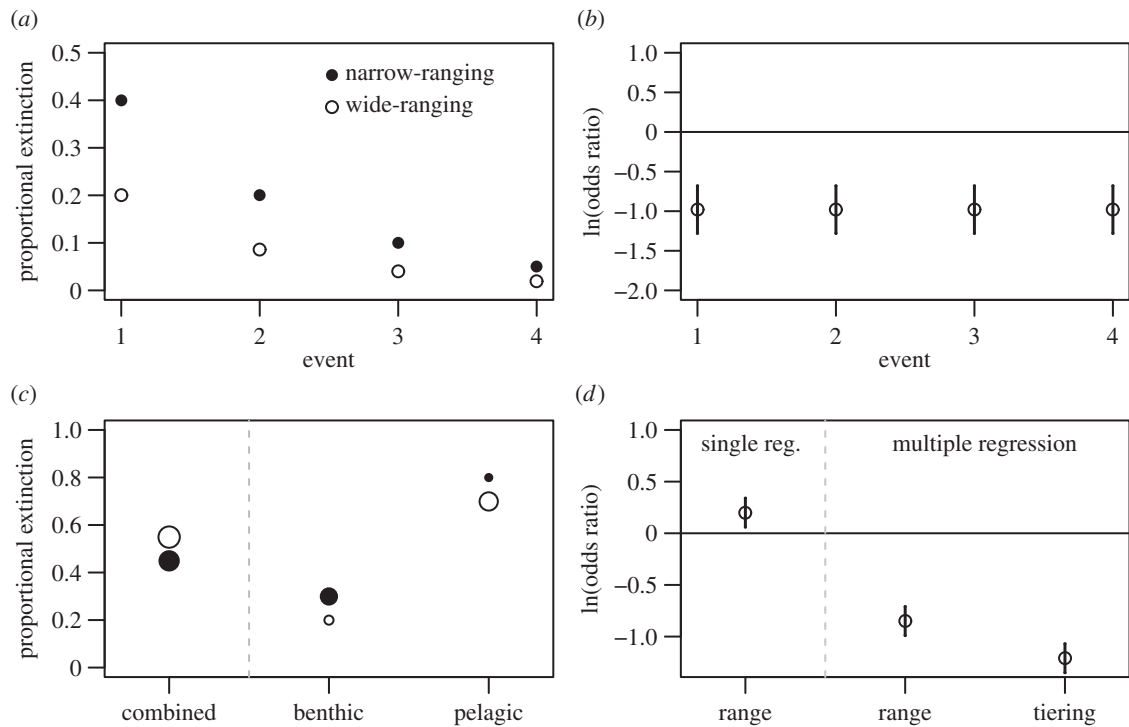 (a)
proportional extinction
0.5
0.4
0.3
0.2
0.1
0
narrow-ranging
wide-ranging
1 2 3 4
event
(b)
ln(odds ratio)
1.0
0.5
0
−0.5
−1.0
−1.5
−2.0
1 2 3 4
event
(c)
proportional extinction
1.0
0.8
0.6
0.4
0.2
0
combined benthic pelagic
(d)
ln(odds ratio)
1.0
0.5
0
−0.5
−1.0
single reg. multiple regression
range range tiering